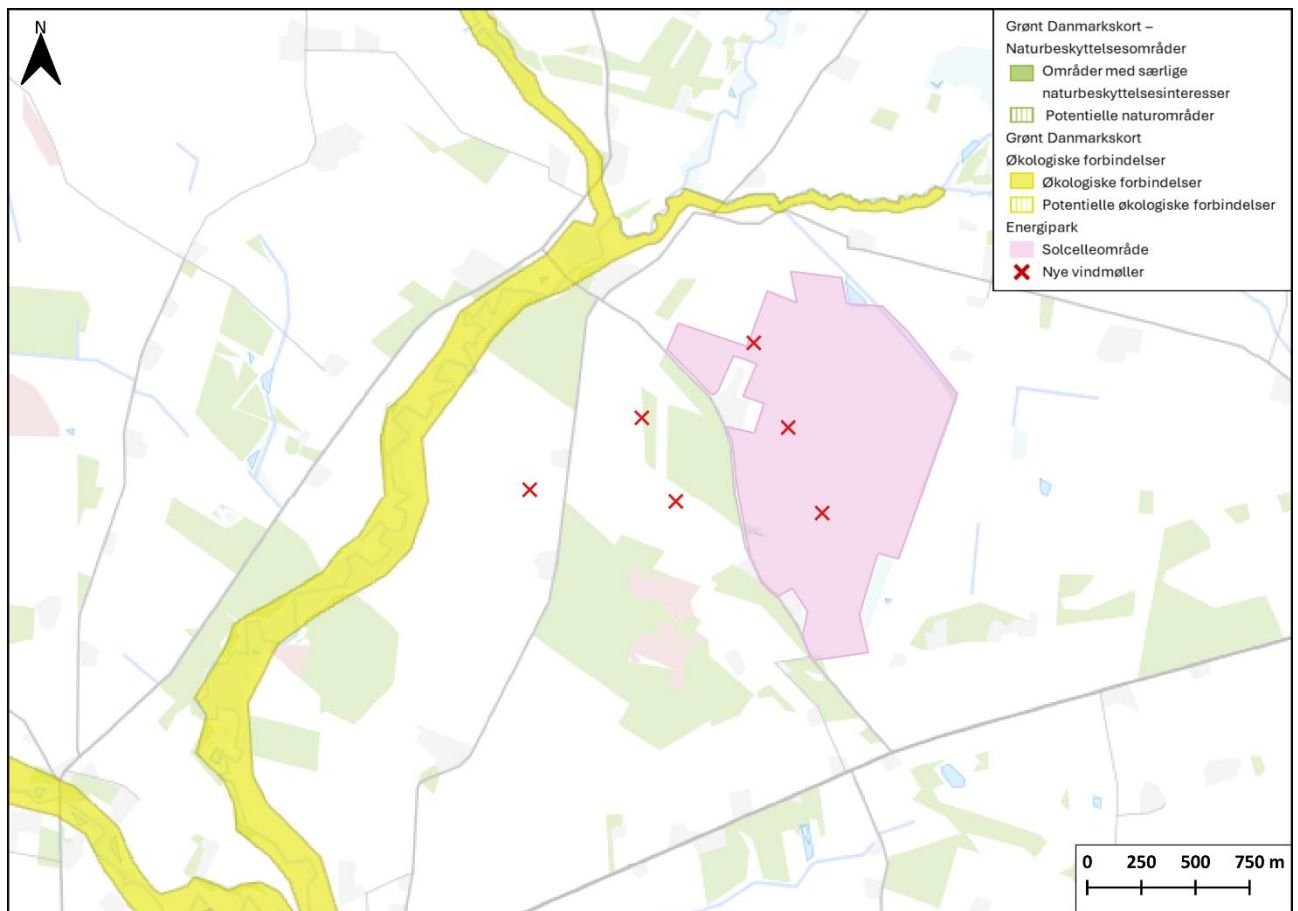 N
Grønt Danmarkskort –
Naturbeskyttelsesområder
Områder med særlige
naturbeskyttelsesinteresser
Potentielle naturområder
Grønt Danmarkskort
Økologiske forbindelser
Økologiske forbindelser
Potentielle økologiske forbindelser
Energipark
Solcelleområde
Nye vindmøller
0 250 500 750 m